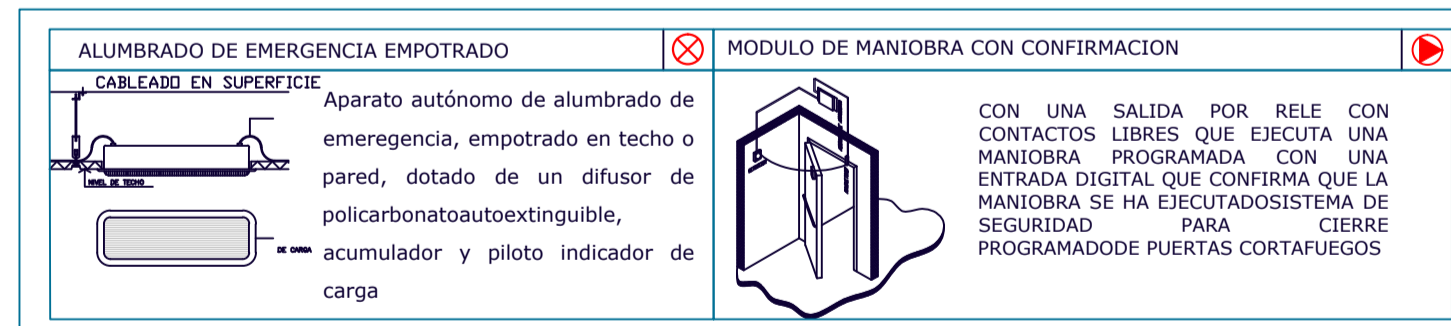 ALUMBRADO DE EMERGENCIA EMPOTRADO
CABLEADO EN SUPERFICIE
NIVEL DE TECHO
DE CARGA
Aparato autónomo de alumbrado de
emeregencia, empotrado en techo o
pared, dotado de un difusor de
policarbonatoautoextinguible,
acumulador y piloto indicador de
carga
MODULO DE MANIOBRA CON CONFIRMACION
CON UNA SALIDA POR RELE CON
CONTACTOS LIBRES QUE EJECUTA UNA
MANIOBRA PROGRAMADA CON UNA
ENTRADA DIGITAL QUE CONFIRMA QUE LA
MANIOBRA SE HA EJECUTADOSISTEMA DE
SEGURIDAD PARA CIERRE
PROGRAMADODE PUERTAS CORTAFUEGOS